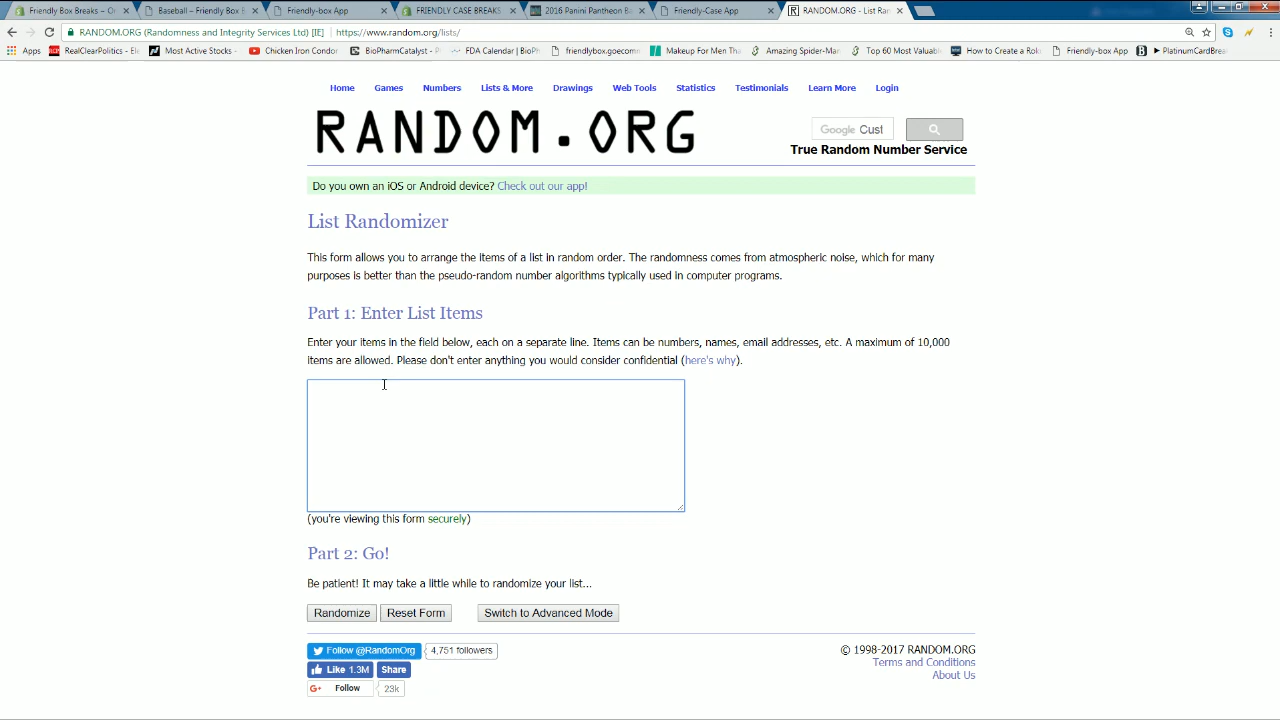 Friendly Box Breaks – O
Baseball – Friendly Box
Friendly-box App
FRIENDLY CASE BREAKS
2016 Panini Pantheon Ba
Friendly-Case App
RANDOM.ORG - List Ran
RANDOM.ORG (Randomness and Integrity Services Ltd) [IE]
https://www.random.org/lists/
Apps
RealClearPolitics - Ele
Most Active Stocks -
Chicken Iron Condor
BioPharmCatalyst - P
FDA Calendar | BioPh
friendlybox.goecomm
Makeup For Men Tha
Amazing Spider-Man
Top 60 Most Valuabl
How to Create a Rok
Friendly-box App
PlatinumCardBrea
Home Games Numbers Lists & More Drawings Web Tools Statistics Testimonials Learn More Login
RANDOM.ORG
Google Cust
True Random Number Service
Do you own an iOS or Android device? Check out our app!
List Randomizer
This form allows you to arrange the items of a list in random order. The randomness comes from atmospheric noise, which for many
purposes is better than the pseudo-random number algorithms typically used in computer programs.
Part 1: Enter List Items
Enter your items in the field below, each on a separate line. Items can be numbers, names, email addresses, etc. A maximum of 10,000
items are allowed. Please don't enter anything you would consider confidential (here's why).
(you're viewing this form securely)
Part 2: Go!
Be patient! It may take a little while to randomize your list...
Randomize Reset Form Switch to Advanced Mode
Follow @RandomOrg 4,751 followers
Like 1.3M Share
G+ Follow 23k
© 1998-2017 RANDOM.ORG
Terms and Conditions
About Us